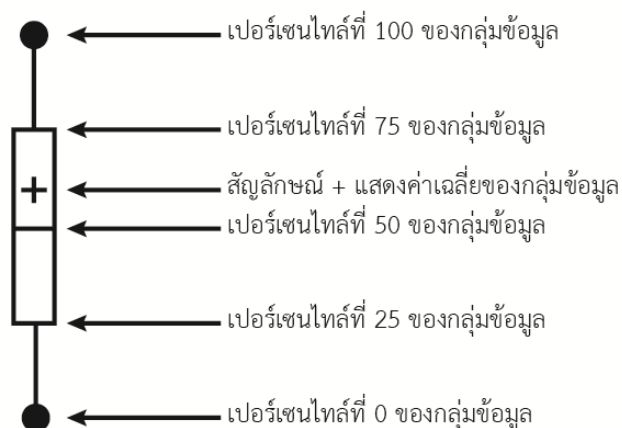 เปอร์เซนไทล์ที่ 100 ของกลุ่มข้อมูล
เปอร์เซนไทล์ที่ 75 ของกลุ่มข้อมูล
สัญลักษณ์ + แสดงค่าเฉลี่ยของกลุ่มข้อมูล
เปอร์เซนไทล์ที่ 50 ของกลุ่มข้อมูล
เปอร์เซนไทล์ที่ 25 ของกลุ่มข้อมูล
เปอร์เซนไทล์ที่ 0 ของกลุ่มข้อมูล